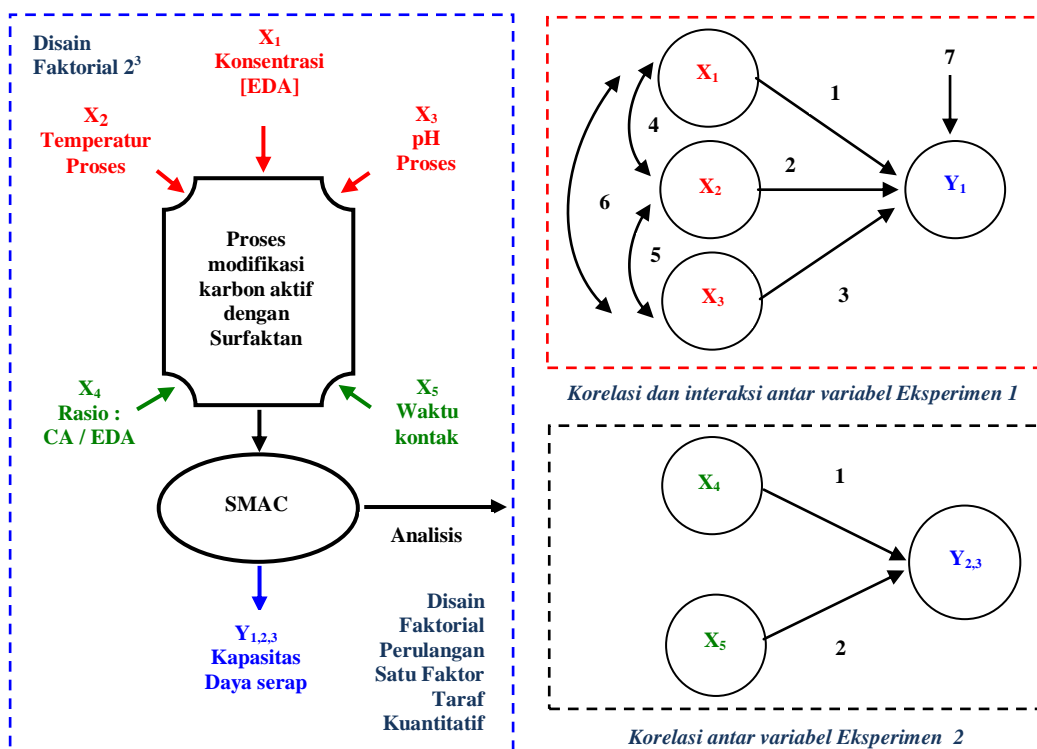 Disain
Faktorial 2³
X₁
Konsentrasi
[EDA]
X₂
Temperatur
Proses
X₃
pH
Proses
Proses
modifikasi
karbon aktif
dengan
Surfaktan
X₄
Rasio :
CA / EDA
X₅
Waktu
kontak
SMAC
Analisis
Y₁,₂,₃
Kapasitas
Daya serap
Disain
Faktorial
Perulangan
Satu Faktor
Taraf
Kuantitatif
X₁
X₂
X₃
Y₁
1
2
3
4
5
6
7
Korelasi dan interaksi antar variabel Eksperimen 1
X₄
X₅
Y₂,₃
1
2
Korelasi antar variabel Eksperimen 2